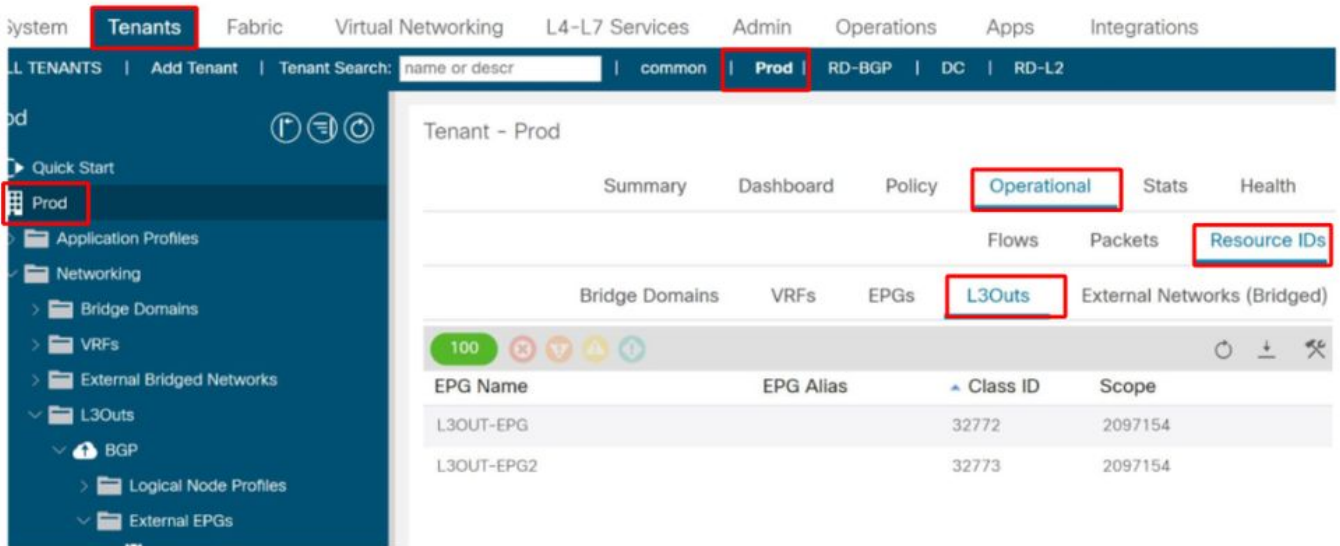 System Tenants Fabric Virtual Networking L4-L7 Services Admin Operations Apps Integrations
LL TENANTS | Add Tenant | Tenant Search: name or descr | common | Prod | RD-BGP | DC | RD-L2
od
Quick Start
Prod
Application Profiles
Networking
Bridge Domains
VRFs
External Bridged Networks
L3Outs
BGP
Logical Node Profiles
External EPGs
Tenant - Prod
Summary Dashboard Policy Operational Stats Health
Flows Packets Resource IDs
Bridge Domains VRFs EPGs L3Outs External Networks (Bridged)
100
EPG Name EPG Alias Class ID Scope
L3OUT-EPG 32772 2097154
L3OUT-EPG2 32773 2097154